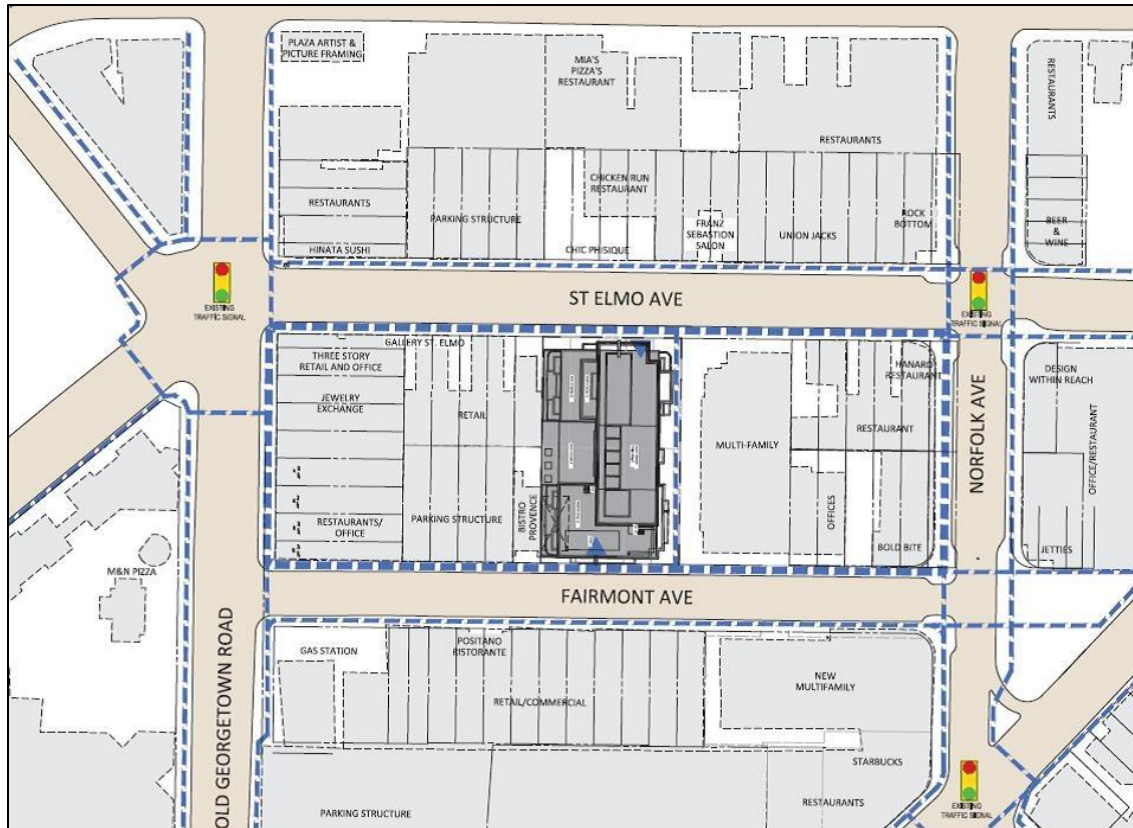 PLAZA ARTIST &
PICTURE FRAMING
MIA'S
PIZZA'S
RESTAURANT
RESTAURANTS
RESTAURANTS
CHICKEN RUN
RESTAURANT
RESTAURANTS
PARKING STRUCTURE
FRANZ
SEBASTIAN
SALON
UNION JACKS
ROCK
BOTTOM
BEER
&
WINE
HINATA SUSHI
CHIC PHISIQUE
EXISTING
TRAFFIC SIGNAL
ST ELMO AVE
EXISTING
TRAFFIC SIGNAL
GALLERY ST. ELMO
THREE STORY
RETAIL AND OFFICE
JEWELRY
EXCHANGE
RETAIL
MULTI-FAMILY
HANARO
RESTAURANT
RESTAURANT
DESIGN
WITHIN REACH
OFFICE/RESTAURANT
NORFOLK AVE
RESTAURANTS/
OFFICE
PARKING STRUCTURE
BISTRO
PROVENCE
OFFICES
BOLD BITE
JETTIES
M&N PIZZA
FAIRMONT AVE
OLD GEORGETOWN ROAD
GAS STATION
POSITANO
RISTORANTE
RETAIL/COMMERCIAL
NEW
MULTIFAMILY
STARBUCKS
PARKING STRUCTURE
RESTAURANTS
EXISTING
TRAFFIC SIGNAL